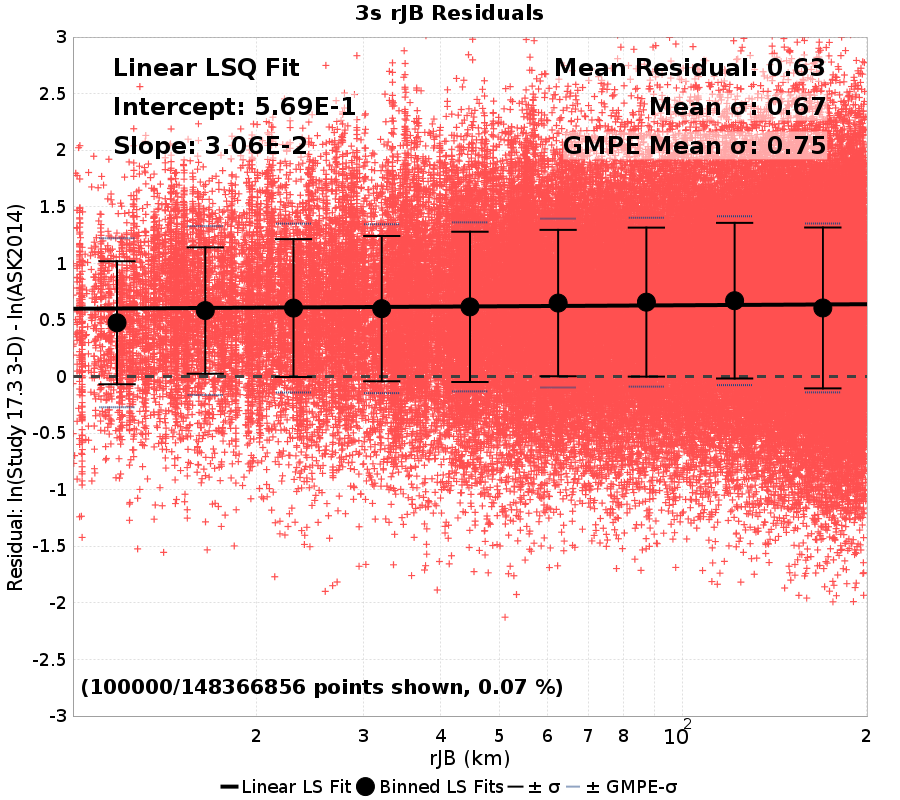 3s rJB Residuals
Linear LSQ Fit
Intercept: 5.69E-1
Slope: 3.06E-2
Mean Residual: 0.63
Mean σ: 0.67
GMPE Mean σ: 0.75
Residual: ln(Study 17.3 3-D) - ln(ASK2014)
3
2.5
2
1.5
1
0.5
0
-0.5
-1
-1.5
-2
-2.5
-3
(100000/148366856 points shown, 0.07 %)
2 3 4 5 6 7 8 10² 2
rJB (km)
Linear LS Fit Binned LS Fits ± σ ± GMPE-σ